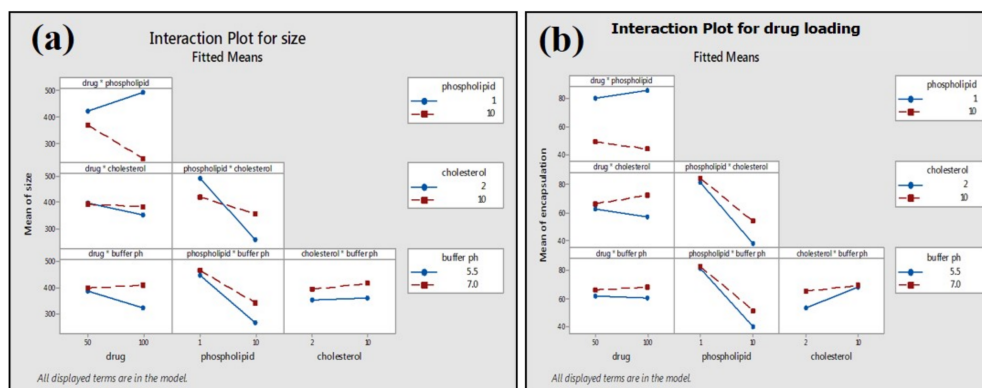 (a)
Interaction Plot for size
Fitted Means
drug * phospholipid
500
400
300
phospholipid
1
10
drug * cholesterol
phospholipid * cholesterol
500
400
300
cholesterol
2
10
Mean of size
drug * buffer ph
phospholipid * buffer ph
cholesterol * buffer ph
500
400
300
buffer ph
5.5
7.0
50
100
1
10
2
10
drug
phospholipid
cholesterol
All displayed terms are in the model.
(b)
Interaction Plot for drug loading
Fitted Means
drug * phospholipid
80
60
40
phospholipid
1
10
drug * cholesterol
phospholipid * cholesterol
80
60
40
cholesterol
2
10
Mean of encapsulation
drug * buffer ph
phospholipid * buffer ph
cholesterol * buffer ph
80
60
40
buffer ph
5.5
7.0
50
100
1
10
2
10
drug
phospholipid
cholesterol
All displayed terms are in the model.